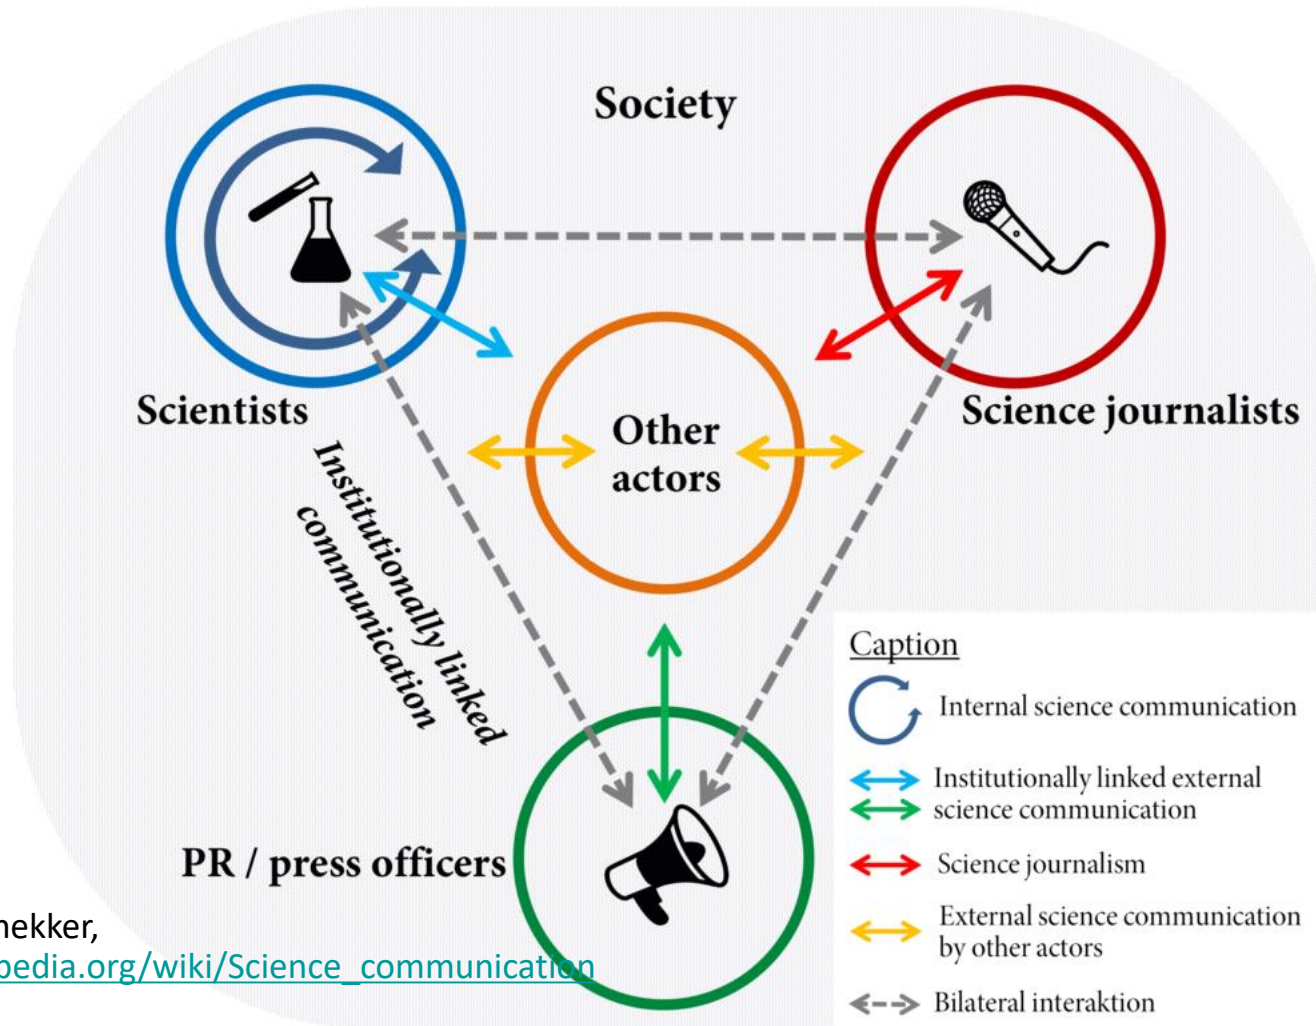 Society
Scientists
Science journalists
Other
actors
Institutionally linked
communication
PR / press officers
Caption
Internal science communication
Institutionally linked external
science communication
Science journalism
External science communication
by other actors
Bilateral interaktion
nekker,
pedia.org/wiki/Science_communication